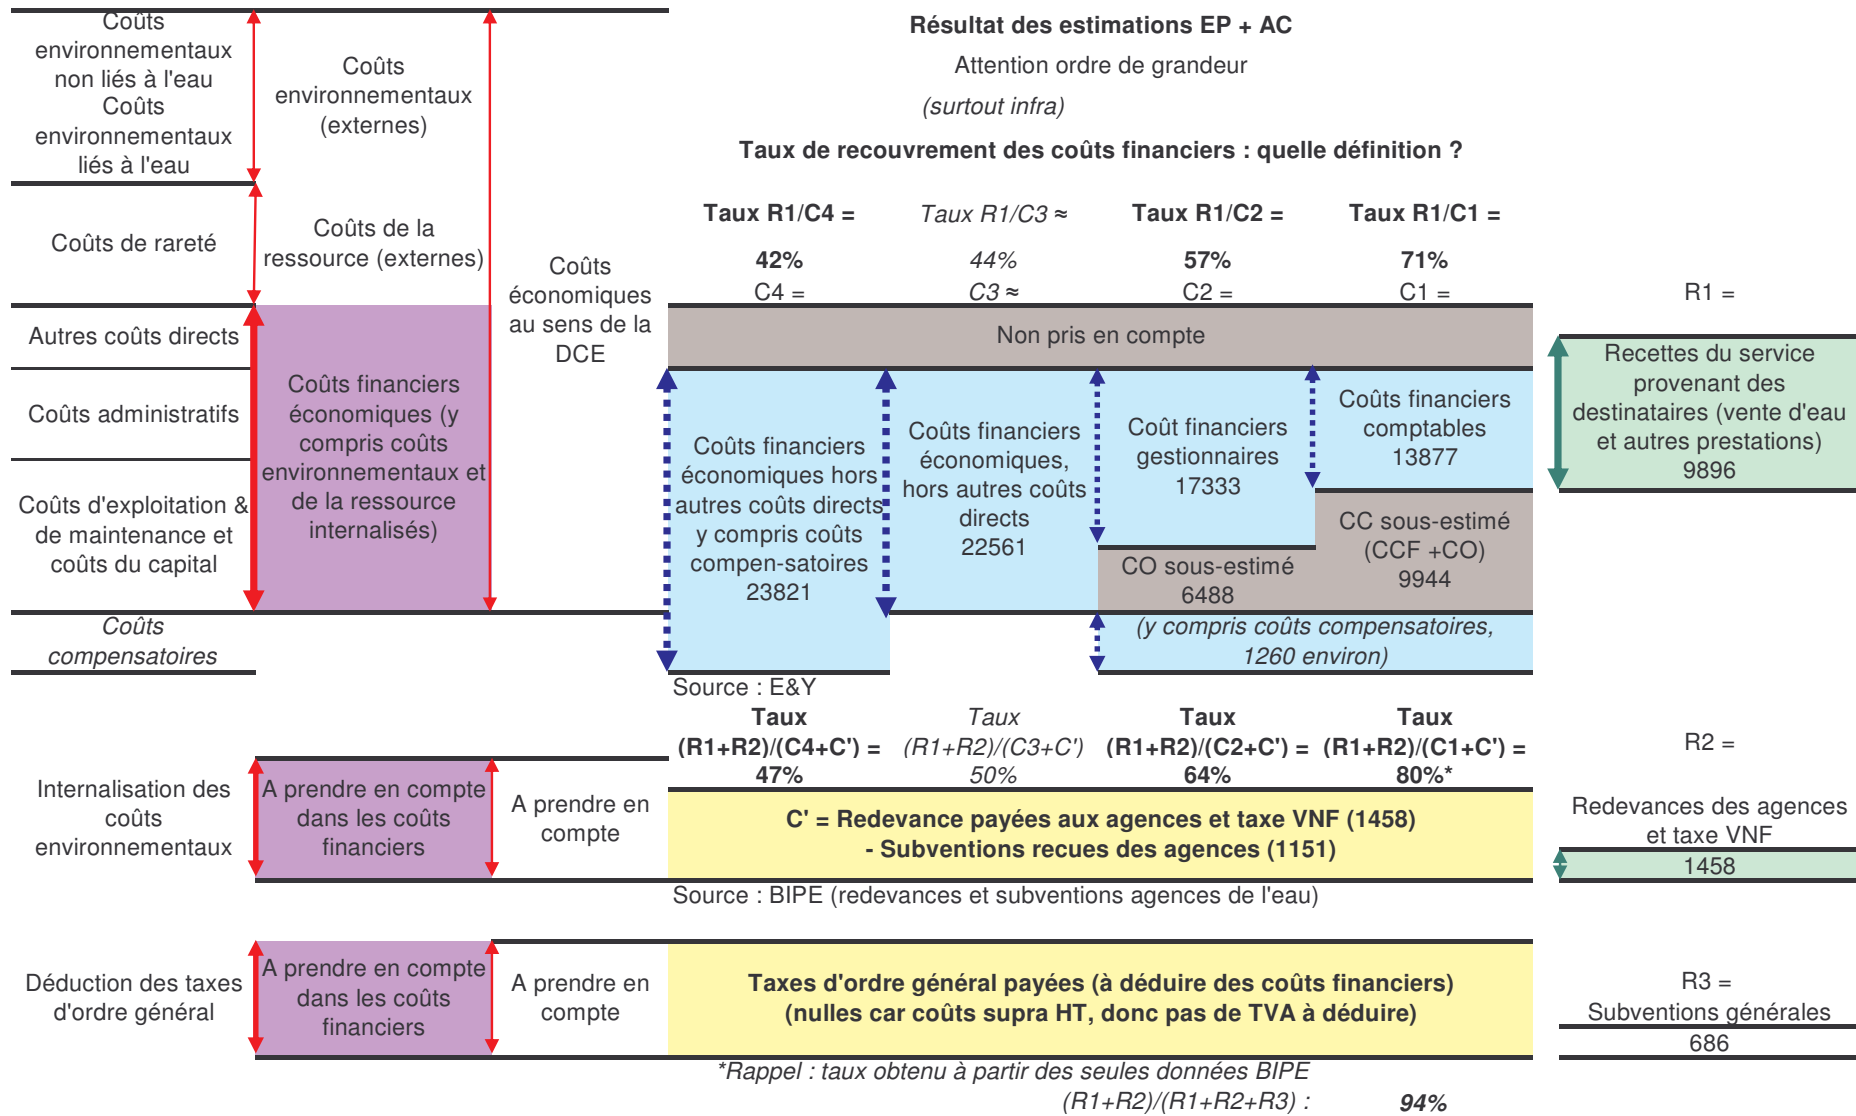 Coûts
environnementaux
non liés à l'eau
Coûts
environnementaux
liés à l'eau
Coûts
environnementaux
(externes)
Résultat des estimations EP + AC
Attention ordre de grandeur
(surtout infra)
Taux de recouvrement des coûts financiers : quelle définition ?
Coûts de rareté
Coûts de la
ressource (externes)
Coûts
économiques
au sens de la
DCE
Taux R1/C4 =
42%
C4 =
Taux R1/C3 ≈
44%
C3 ≈
Taux R1/C2 =
57%
C2 =
Taux R1/C1 =
71%
C1 =
R1 =
Autres coûts directs
Coûts administratifs
Coûts d'exploitation &
de maintenance et
coûts du capital
Coûts
compensatoires
Coûts financiers
économiques (y
compris coûts
environnementaux et
de la ressource
internalisés)
Non pris en compte
Coûts financiers
économiques hors
autres coûts directs
y compris coûts
compen-satoires
23821
Coûts financiers
économiques,
hors autres coûts
directs
22561
Coût financiers
gestionnaires
17333
CO sous-estimé
6488
Coûts financiers
comptables
13877
CC sous-estimé
(CCF +CO)
9944
(y compris coûts compensatoires,
1260 environ)
Recettes du service
provenant des
destinataires (vente d'eau
et autres prestations)
9896
Source : E&Y
Taux
(R1+R2)/(C4+C') =
47%
Taux
(R1+R2)/(C3+C')
50%
Taux
(R1+R2)/(C2+C') =
64%
Taux
(R1+R2)/(C1+C') =
80%*
R2 =
Internalisation des
coûts
environnementaux
A prendre en compte
dans les coûts
financiers
A prendre en
compte
C' = Redevance payées aux agences et taxe VNF (1458)
- Subventions recues des agences (1151)
Redevances des agences
et taxe VNF
1458
Source : BIPE (redevances et subventions agences de l'eau)
Déduction des taxes
d'ordre général
A prendre en compte
dans les coûts
financiers
A prendre en
compte
Taxes d'ordre général payées (à déduire des coûts financiers)
(nulles car coûts supra HT, donc pas de TVA à déduire)
R3 =
Subventions générales
686
*Rappel : taux obtenu à partir des seules données BIPE
(R1+R2)/(R1+R2+R3) :
94%